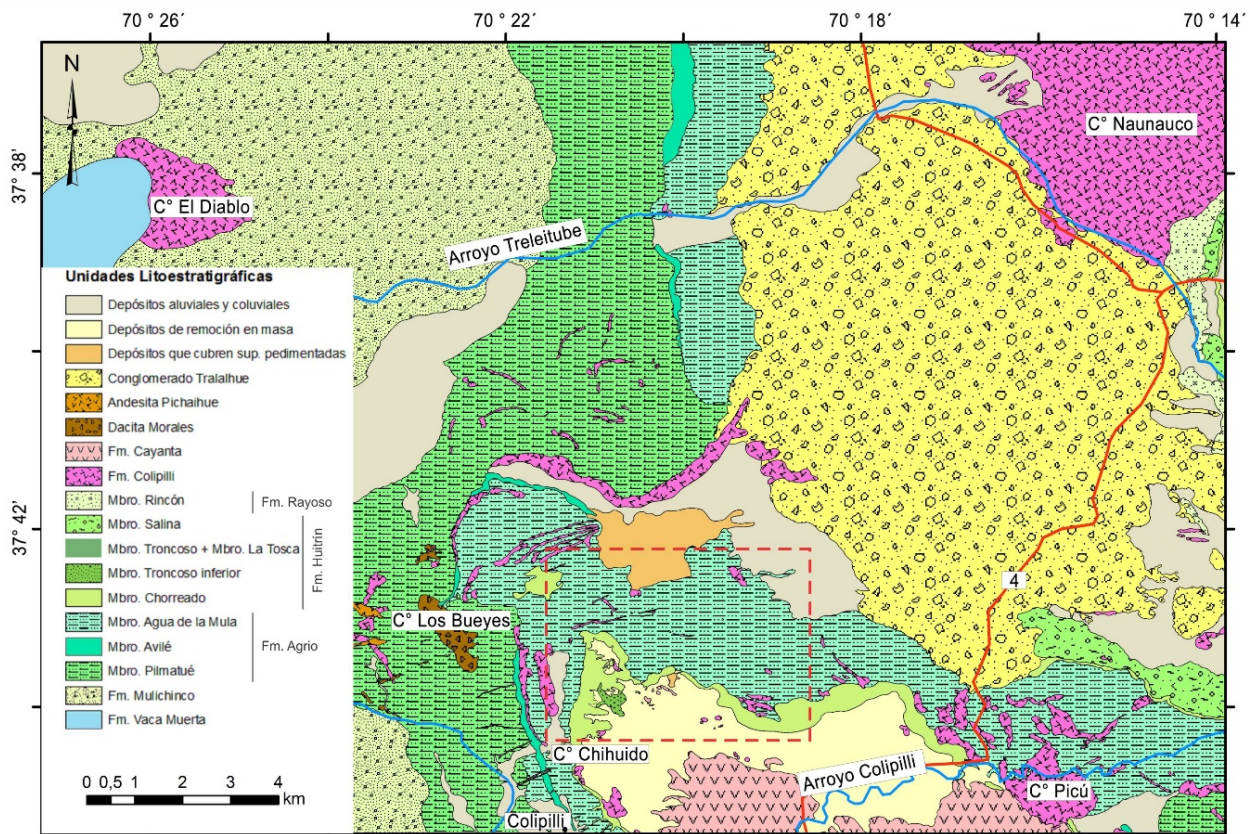 70 ° 26´
70 ° 22´
70 ° 18´
70 ° 14´
N
C° Naunauco
37° 38´
C° El Diablo
Arroyo Treleitube
Unidades Litoestratigráficas
Depósitos aluviales y coluviales
Depósitos de remoción en masa
Depósitos que cubren sup. pedimentadas
Conglomerado Tralalhue
Andesita Pichaihue
Dacita Morales
Fm. Cayanta
Fm. Colipilli
Mbro. Rincón
Fm. Rayoso
Mbro. Salina
Mbro. Troncoso + Mbro. La Tosca
Mbro. Troncoso inferior
Mbro. Chorreado
Fm. Huitrín
Mbro. Agua de la Mula
Mbro. Avilé
Mbro. Pilmatué
Fm. Agrio
Fm. Mulichinco
Fm. Vaca Muerta
37° 42´
4
C° Los Bueyes
C° Chihuido
Arroyo Colipilli
C° Picú
Colipilli
0 0,5 1 2 3 4
km